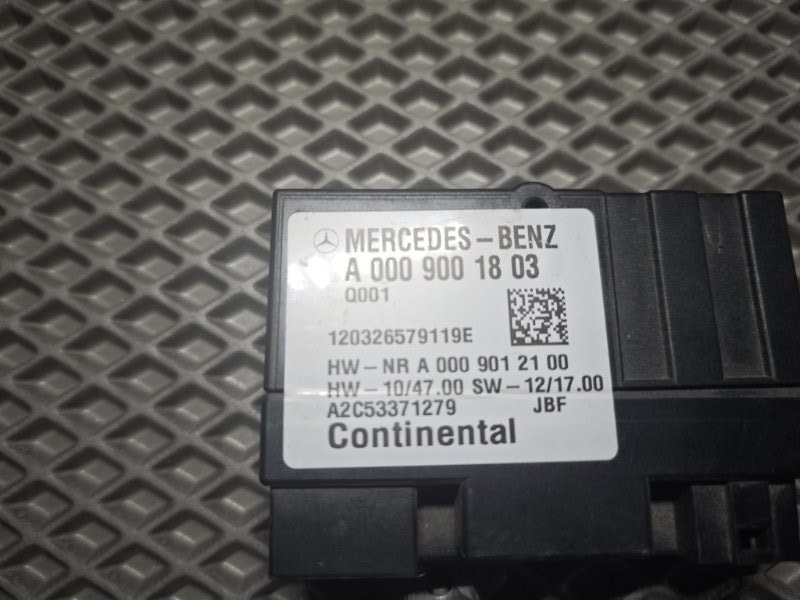 MERCEDES-BENZ
A 000 900 18 03
Q001
120326579119E
HW-NR A 000 901 21 00
HW-10/47.00 SW-12/17.00
A2C53371279 JBF
Continental